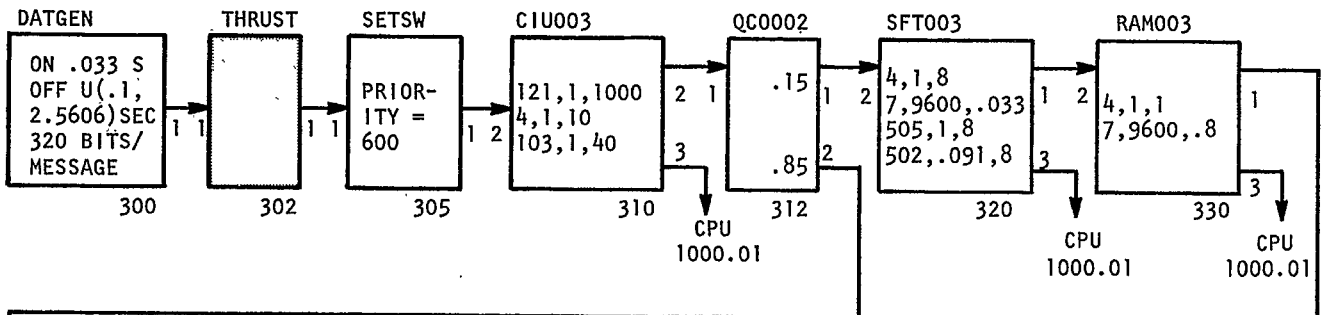 DATGEN
THRUST
SETSW
CIU003
QC0002
SFT003
RAM003
ON .033 S
OFF U(.1,
2.5606)SEC
320 BITS/
MESSAGE
1 1
300
302
1 1
PRIOR-
ITY =
600
305
1 2
121,1,1000
4,1,10
103,1,40
310
2 1
3
CPU
1000.01
.15
.85
312
1 2
2
4,1,8
7,9600,.033
505,1,8
502,.091,8
320
1 2
3
CPU
1000.01
4,1,1
7,9600,.8
330
1
3
CPU
1000.01